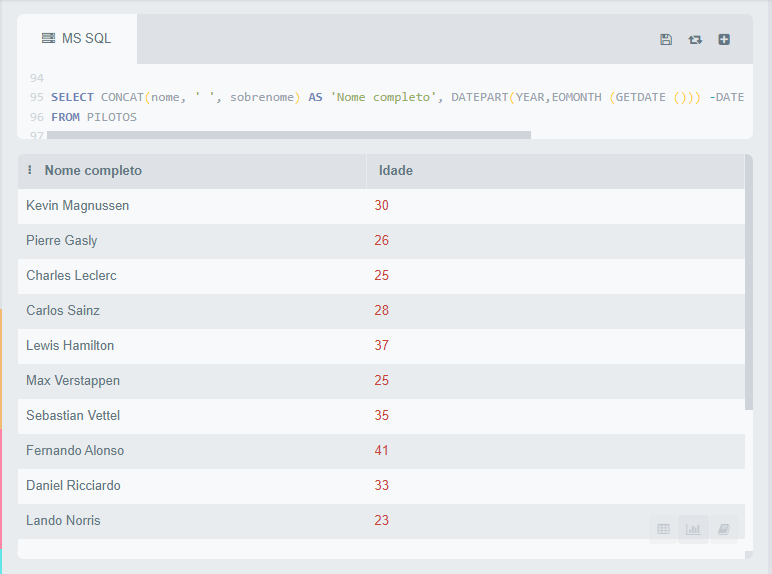 MS SQL
94
95 SELECT CONCAT(nome, ' ', sobrenome) AS 'Nome completo', DATEPART(YEAR,EOMONTH (GETDATE ())) -DATE
96 FROM PILOTOS
97
Nome completo Idade
Kevin Magnussen 30
Pierre Gasly 26
Charles Leclerc 25
Carlos Sainz 28
Lewis Hamilton 37
Max Verstappen 25
Sebastian Vettel 35
Fernando Alonso 41
Daniel Ricciardo 33
Lando Norris 23